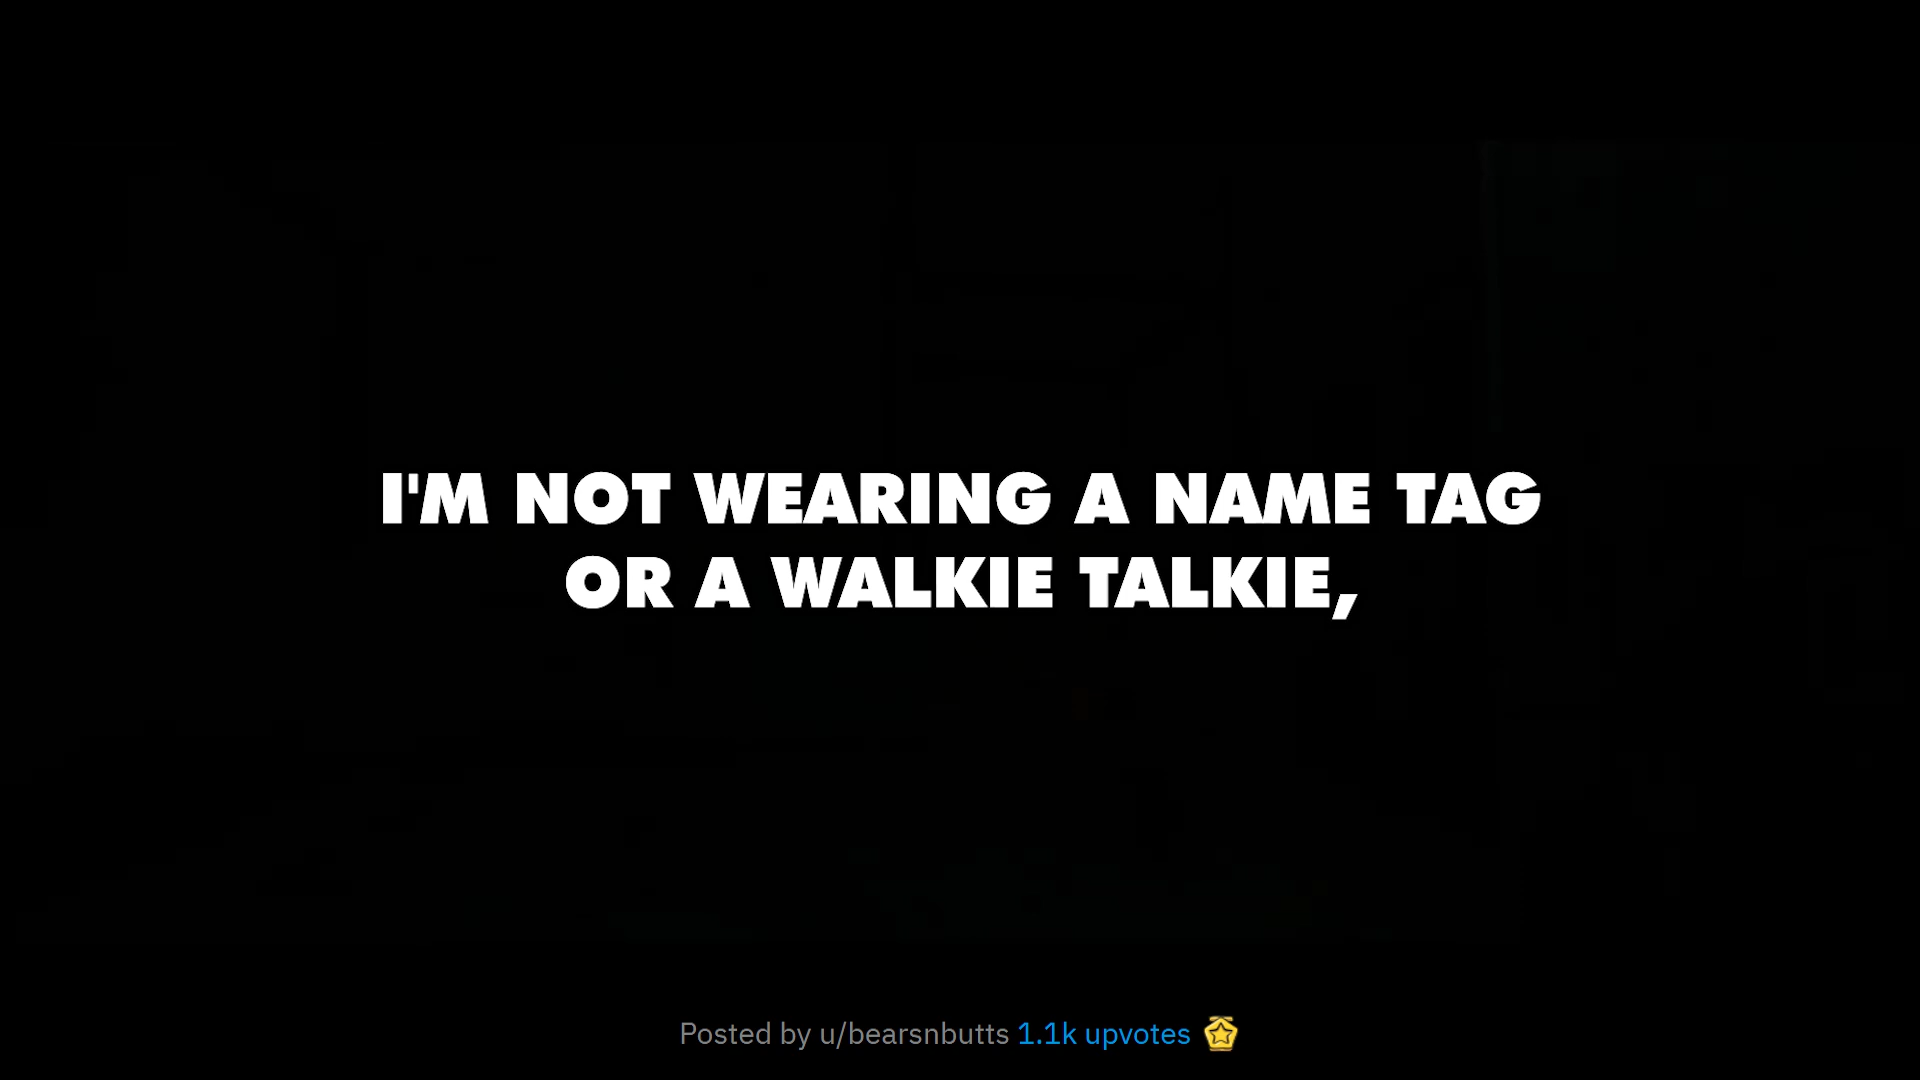 I'M NOT WEARING A NAME TAG
OR A WALKIE TALKIE,
Posted by u/bearsnbutts 1.1k upvotes